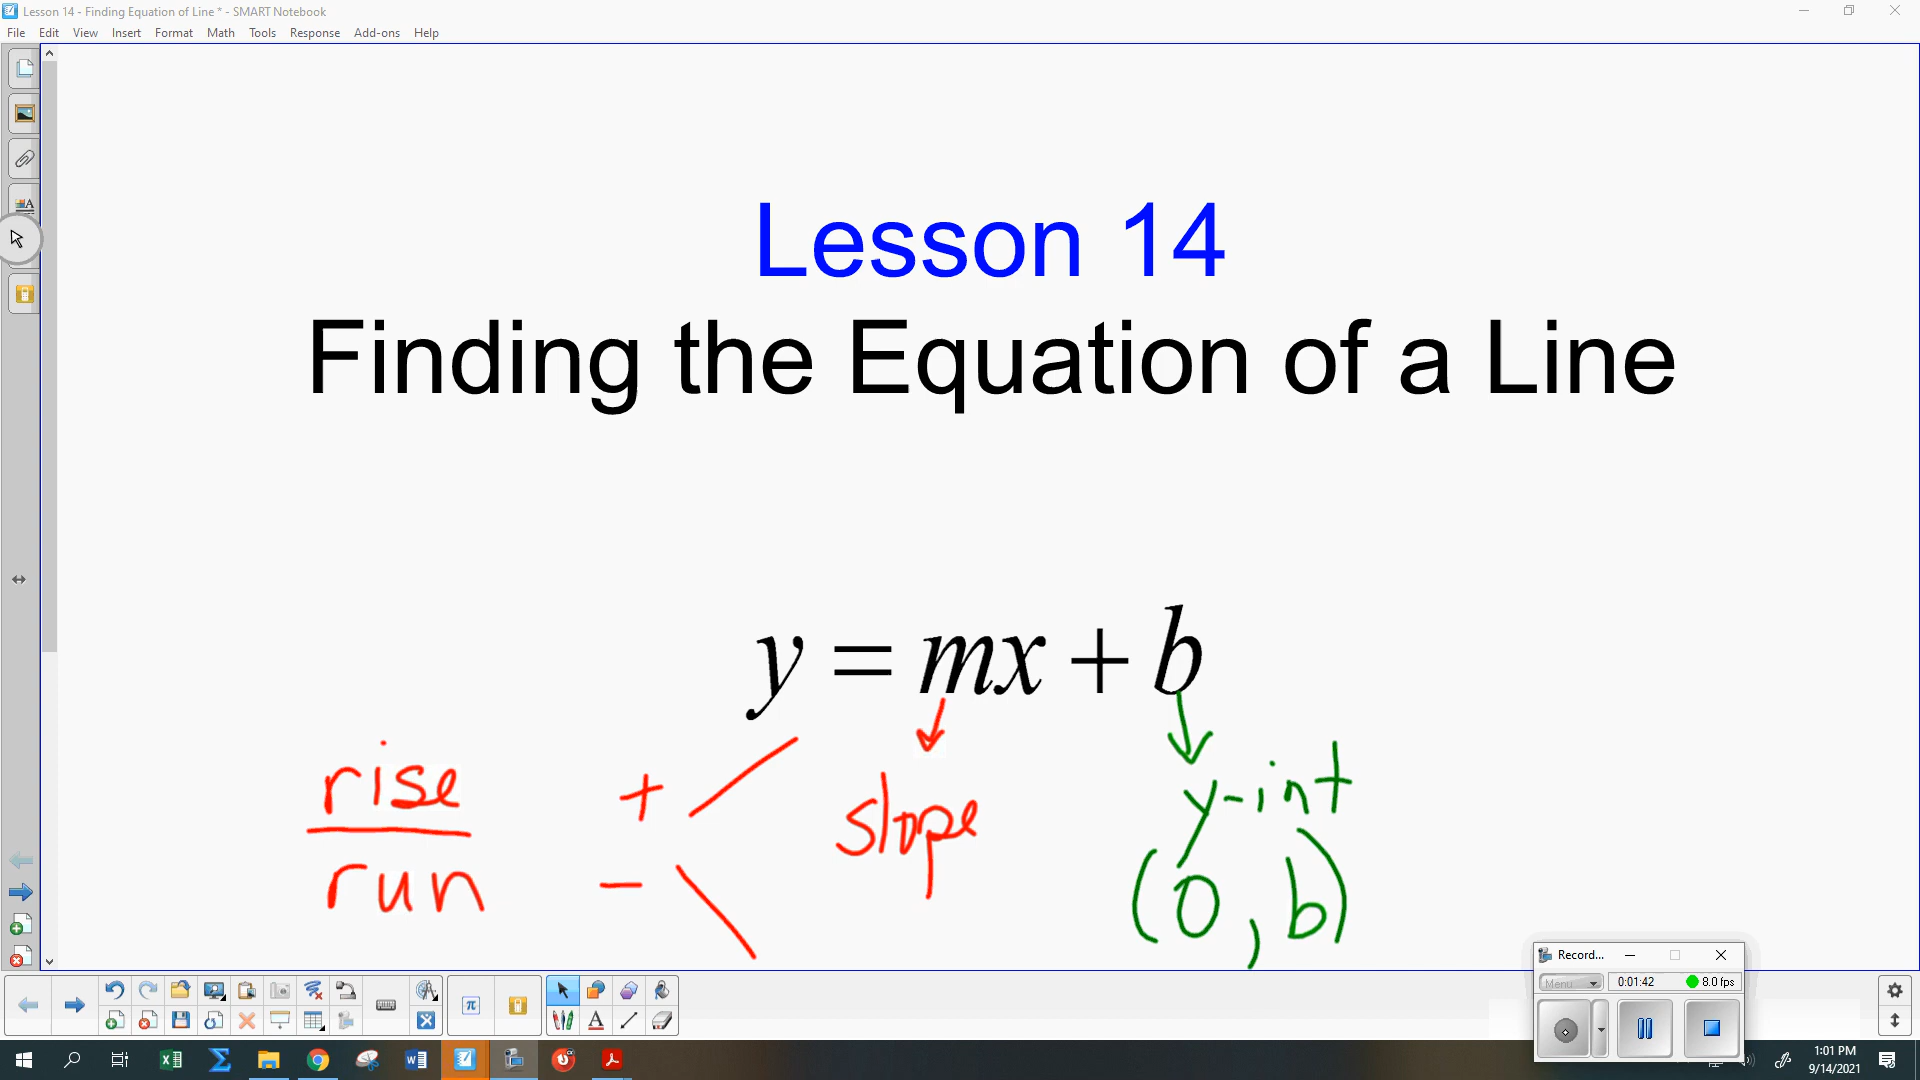 Lesson 14 - Finding Equation of Line * - SMART Notebook
File Edit View Insert Format Math Tools Response Add-ons Help
Lesson 14
Finding the Equation of a Line
y = mx + b
rise
run
+
−
slope
y-int
(0, b)
Record...
Menu
0:01:42
8.0 fps
1:01 PM
9/14/2021